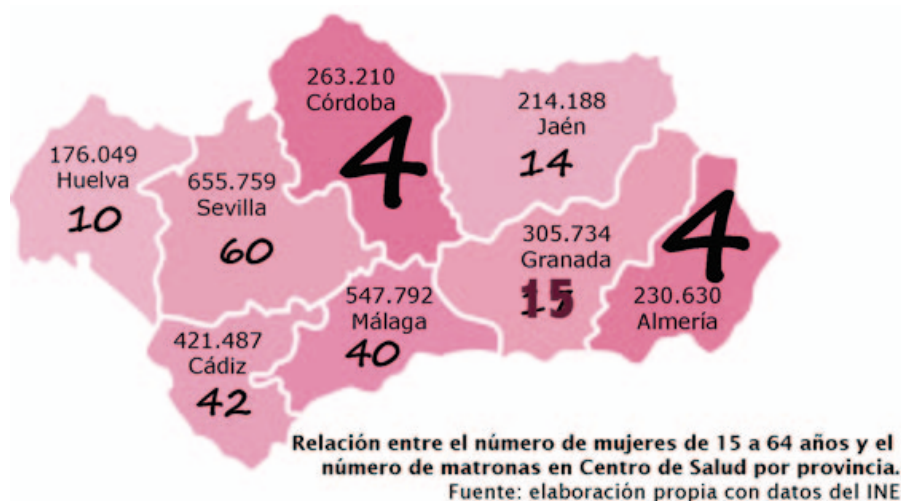 263.210
Córdoba
4
214.188
Jaén
14
176.049
Huelva
10
655.759
Sevilla
60
4
305.734
Granada
15
547.792
Málaga
40
230.630
Almería
421.487
Cádiz
42
Relación entre el número de mujeres de 15 a 64 años y el
número de matronas en Centro de Salud por provincia.
Fuente: elaboración propia con datos del INE